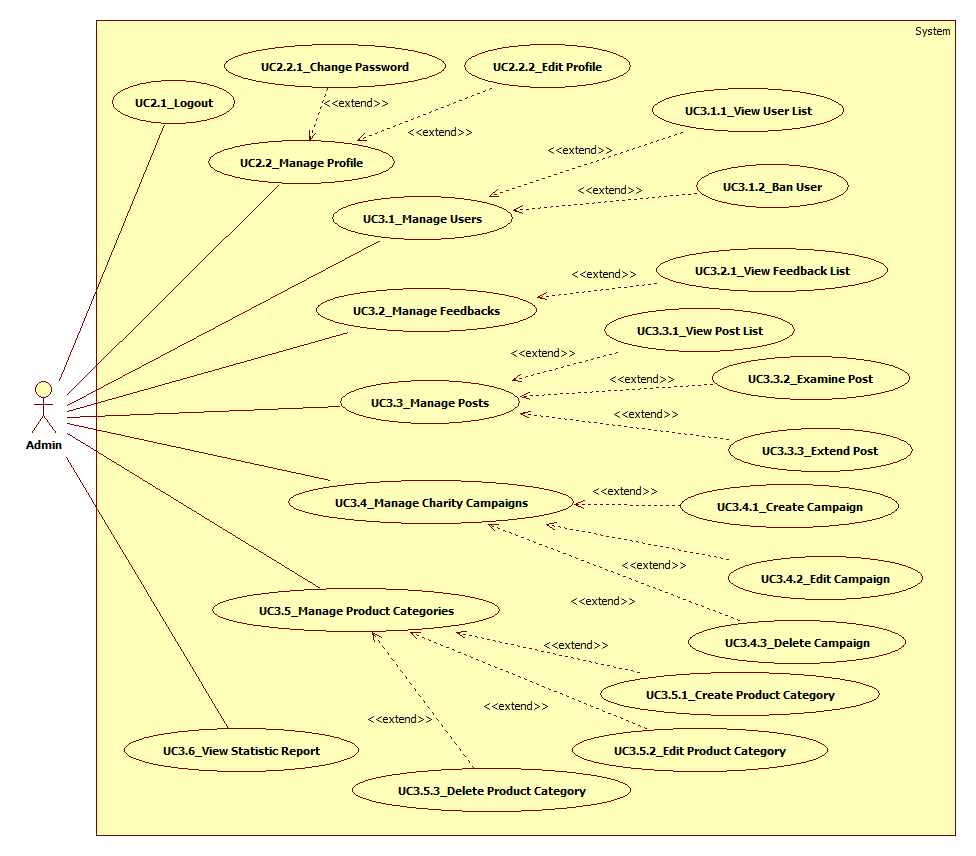 System
UC2.2.1_Change Password
UC2.2.2_Edit Profile
UC2.1_Logout
<<extend>>
<<extend>>
UC3.1.1_View User List
UC2.2_Manage Profile
<<extend>>
UC3.1.2_Ban User
<<extend>>
UC3.1_Manage Users
UC3.2.1_View Feedback List
<<extend>>
UC3.2_Manage Feedbacks
UC3.3.1_View Post List
<<extend>>
UC3.3.2_Examine Post
<<extend>>
UC3.3_Manage Posts
<<extend>>
Admin
UC3.3.3_Extend Post
<<extend>>
UC3.4_Manage Charity Campaigns
UC3.4.1_Create Campaign
<<extend>>
UC3.4.2_Edit Campaign
<<extend>>
UC3.5_Manage Product Categories
UC3.4.3_Delete Campaign
<<extend>>
UC3.5.1_Create Product Category
<<extend>>
<<extend>>
UC3.6_View Statistic Report
UC3.5.2_Edit Product Category
UC3.5.3_Delete Product Category